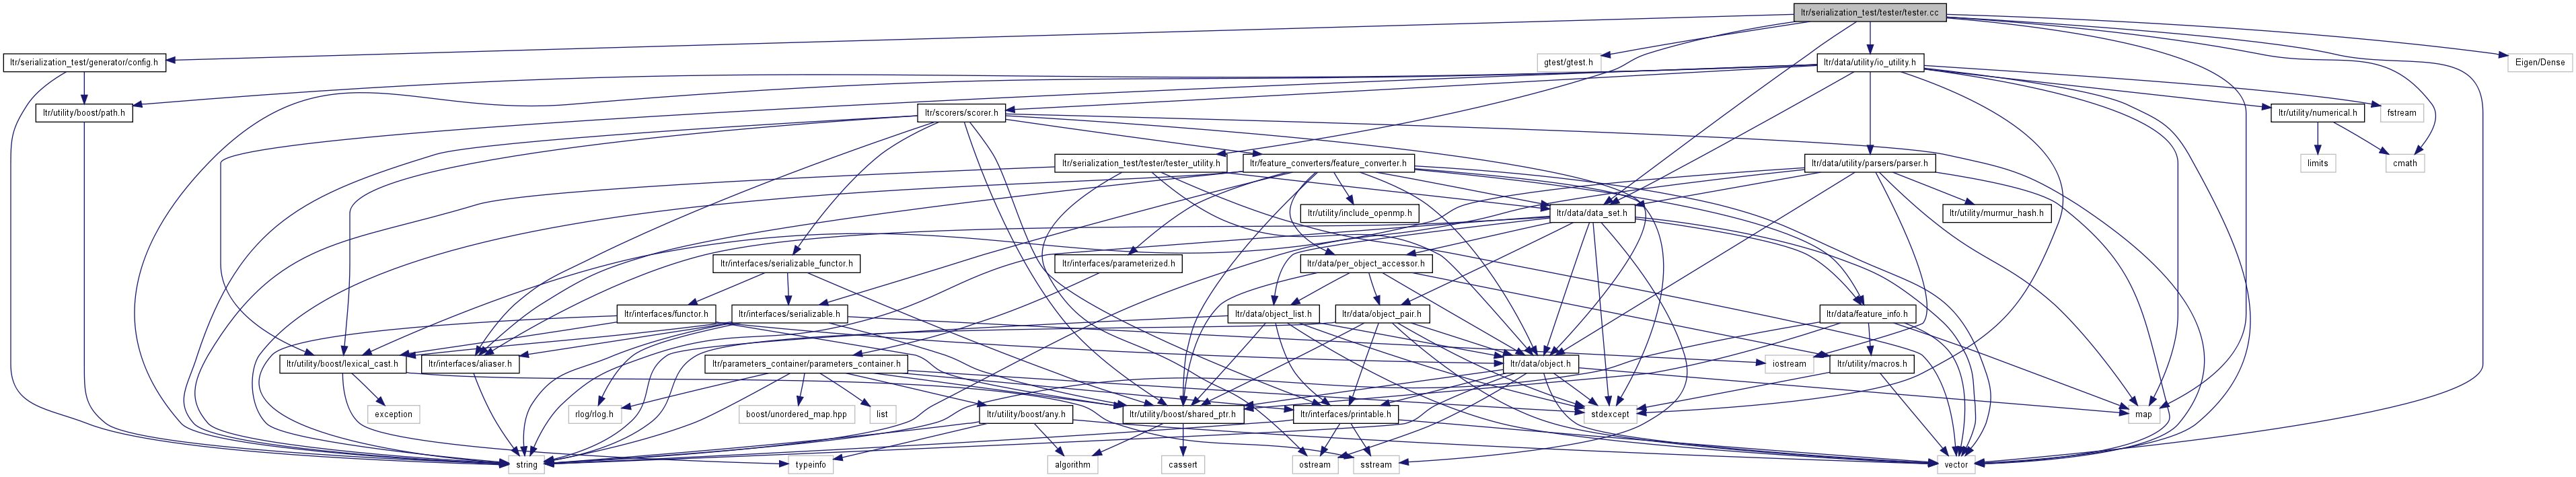 ltr/serialization_test/tester/tester.cc
ltr/serialization_test/generator/config.h
gtest/gtest.h
ltr/data/utility/io_utility.h
Eigen/Dense
ltr/utility/boost/path.h
ltr/scorers/scorer.h
ltr/utility/numerical.h
fstream
ltr/serialization_test/tester/tester_utility.h
ltr/feature_converters/feature_converter.h
ltr/data/utility/parsers/parser.h
limits
cmath
ltr/utility/include_openmp.h
ltr/data/data_set.h
ltr/utility/murmur_hash.h
ltr/interfaces/serializable_functor.h
ltr/interfaces/parameterized.h
ltr/data/per_object_accessor.h
ltr/interfaces/functor.h
ltr/interfaces/serializable.h
ltr/data/object_list.h
ltr/data/object_pair.h
ltr/data/feature_info.h
ltr/utility/boost/lexical_cast.h
ltr/interfaces/aliaser.h
ltr/parameters_container/parameters_container.h
ltr/data/object.h
iostream
ltr/utility/macros.h
exception
rlog/rlog.h
boost/unordered_map.hpp
list
ltr/utility/boost/any.h
ltr/utility/boost/shared_ptr.h
ltr/interfaces/printable.h
stdexcept
map
string
typeinfo
algorithm
cassert
ostream
sstream
vector